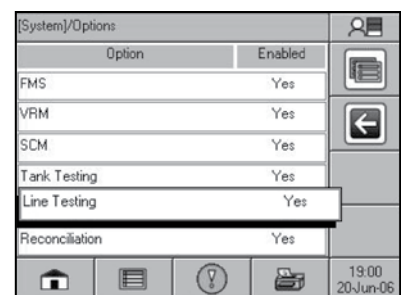 [System]/Options
Option Enabled
FMS Yes
VRM Yes
SCM Yes
Tank Testing Yes
Line Testing Yes
Reconciliation Yes
19:00
20-Jun-06